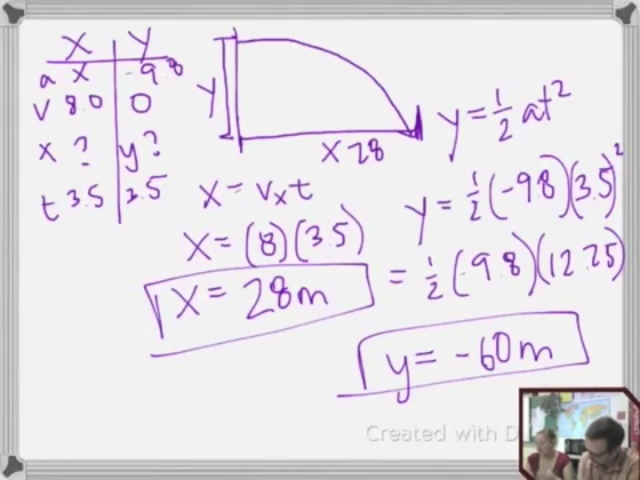 X Y
a x -9.8
v 8.0 0
x ? y ?
t 3.5 3.5
y
x 28
x = vₓt
x = (8)(3.5)
x = 28m
y = ½ at²
y = ½(-9.8)(3.5)²
= ½(-9.8)(12.25)
y = -60m
Created with D